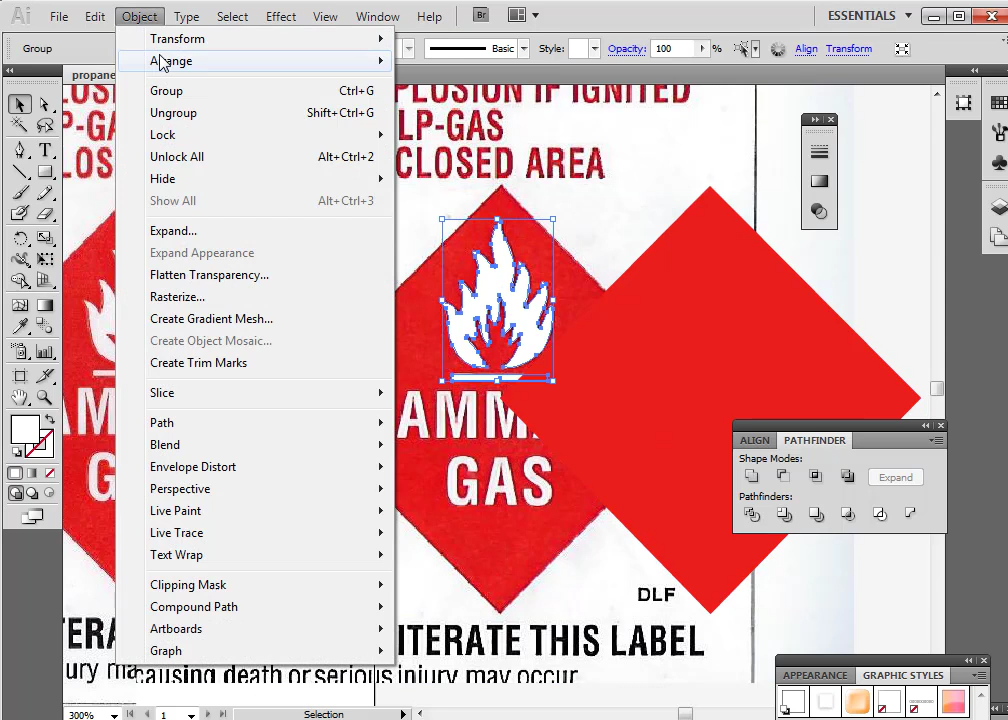 Ai File Edit Object Type Select Effect View Window Help Br ESSENTIALS
Group Basic Style: Opacity: 100 Align Transform
propane
Transform
Arrange
Group Ctrl+G
Ungroup Shift+Ctrl+G
Lock
Unlock All Alt+Ctrl+2
Hide
Show All Alt+Ctrl+3
Expand...
Expand Appearance
Flatten Transparency...
Rasterize...
Create Gradient Mesh...
Create Object Mosaic...
Create Trim Marks
Slice
Path
Blend
Envelope Distort
Perspective
Live Paint
Live Trace
Text Wrap
Clipping Mask
Compound Path
Artboards
Graph
PLOSION IF IGNITED
LP-GAS
CLOSED AREA
AMM
GAS
DLF
ITERATE THIS LABEL
causing death or serious injury may occur
ALIGN PATHFINDER
Shape Modes:
Expand
Pathfinders:
APPEARANCE GRAPHIC STYLES
300% 1 Selection